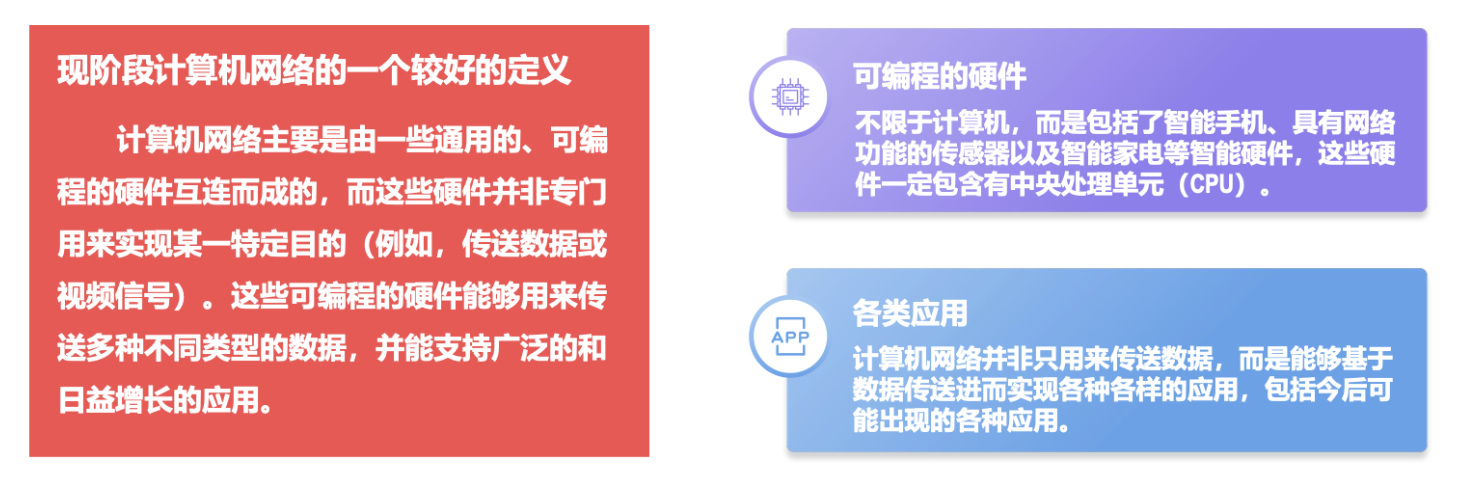 现阶段计算机网络的一个较好的定义
计算机网络主要是由一些通用的、可编
程的硬件互连而成的，而这些硬件并非专门
用来实现某一特定目的（例如，传送数据或
视频信号）。这些可编程的硬件能够用来传
送多种不同类型的数据，并能支持广泛的和
日益增长的应用。
可编程的硬件
不限于计算机，而是包括了智能手机、具有网络
功能的传感器以及智能家电等智能硬件，这些硬
件一定包含有中央处理单元（CPU）。
APP
各类应用
计算机网络并非只用来传送数据，而是能够基于
数据传送进而实现各种各样的应用，包括今后可
能出现的各种应用。